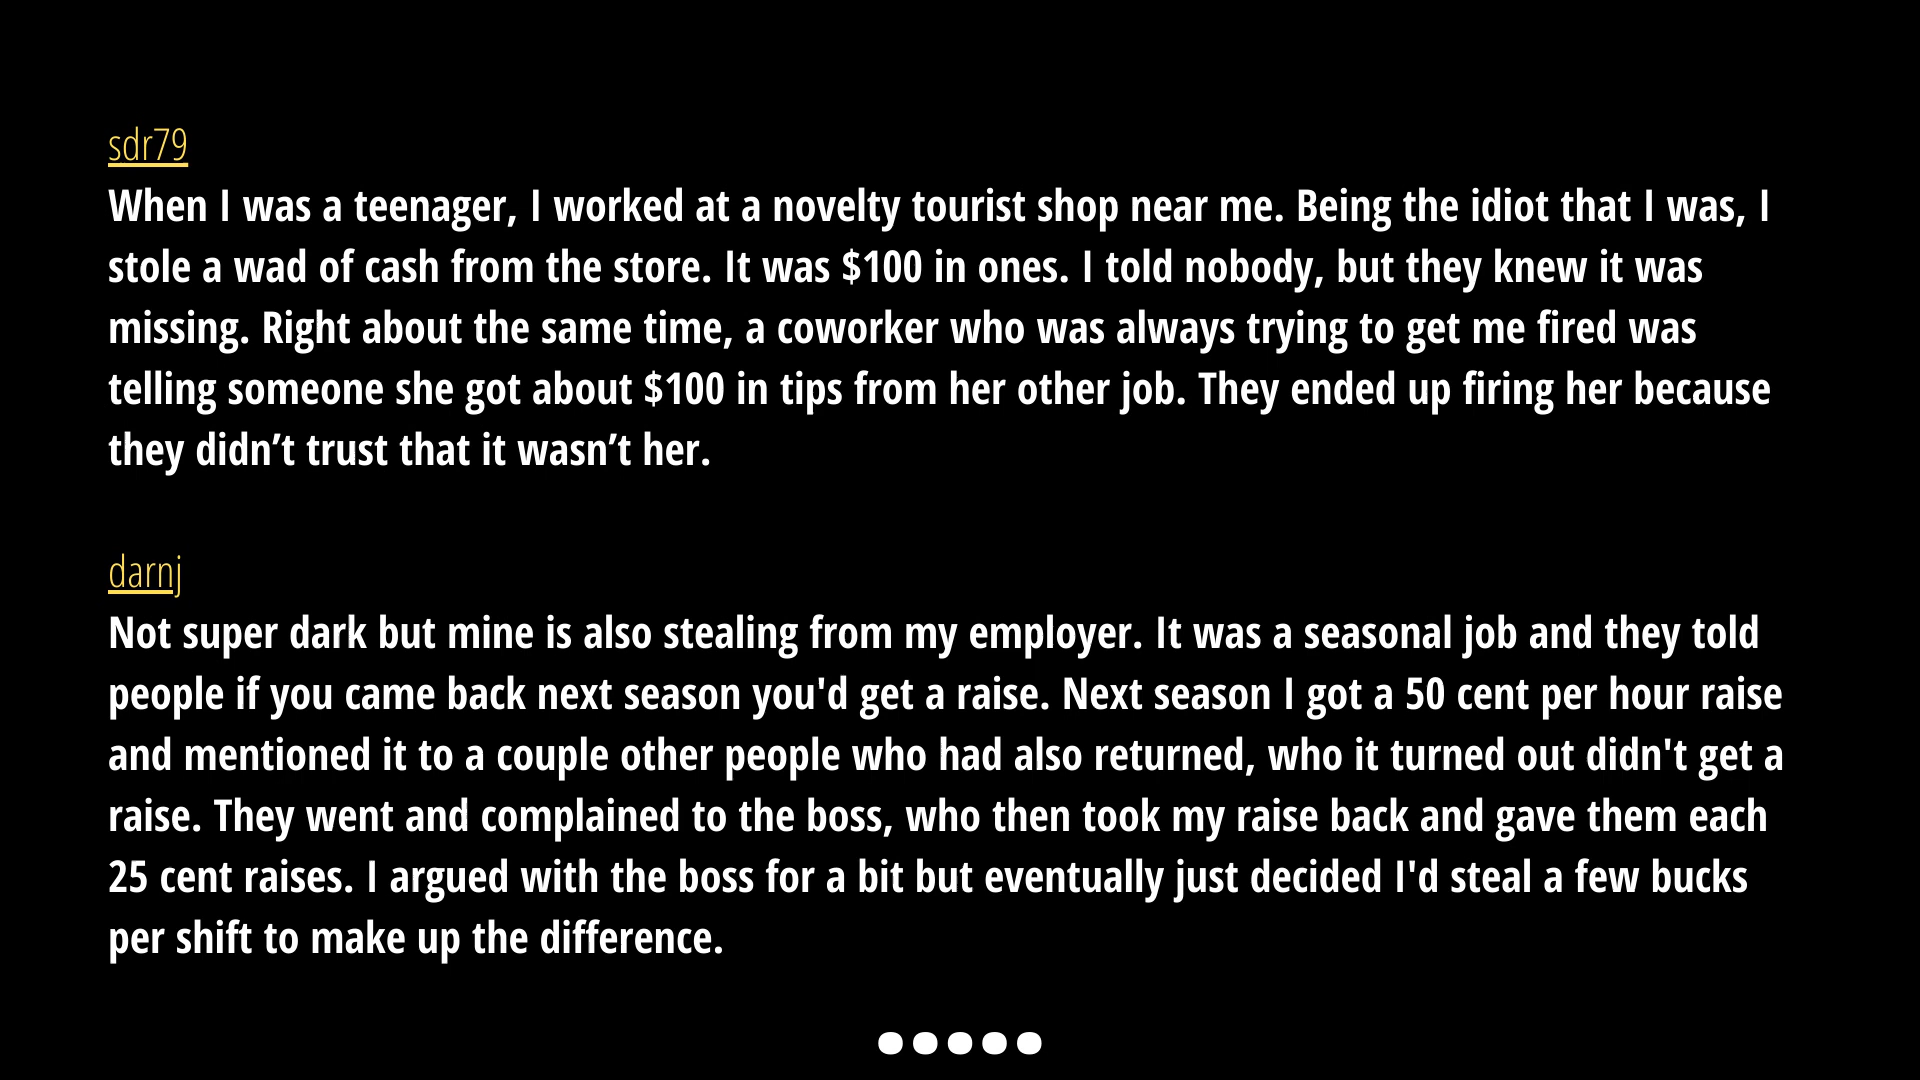 sdr79
When I was a teenager, I worked at a novelty tourist shop near me. Being the idiot that I was, I
stole a wad of cash from the store. It was $100 in ones. I told nobody, but they knew it was
missing. Right about the same time, a coworker who was always trying to get me fired was
telling someone she got about $100 in tips from her other job. They ended up firing her because
they didn’t trust that it wasn’t her.
darnj
Not super dark but mine is also stealing from my employer. It was a seasonal job and they told
people if you came back next season you'd get a raise. Next season I got a 50 cent per hour raise
and mentioned it to a couple other people who had also returned, who it turned out didn't get a
raise. They went and complained to the boss, who then took my raise back and gave them each
25 cent raises. I argued with the boss for a bit but eventually just decided I'd steal a few bucks
per shift to make up the difference.